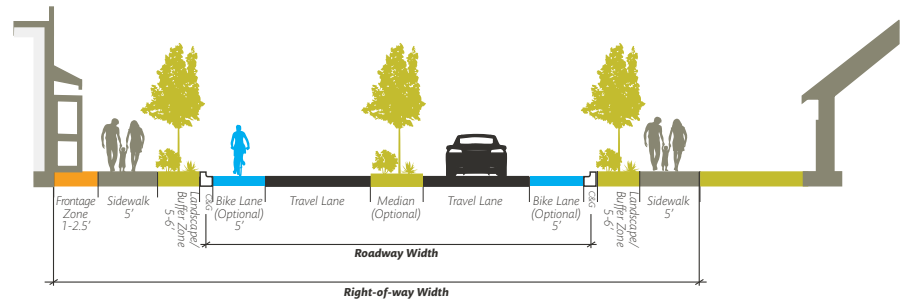 Frontage
Zone
1-2.5'
Sidewalk
5'
Landscape/
Buffer Zone
5-6'
C&G
Bike Lane
(Optional)
5'
Travel Lane
Median
(Optional)
Travel Lane
Bike Lane
(Optional)
5'
C&G
Landscape/
Buffer Zone
5-6'
Sidewalk
5'
Roadway Width
Right-of-way Width